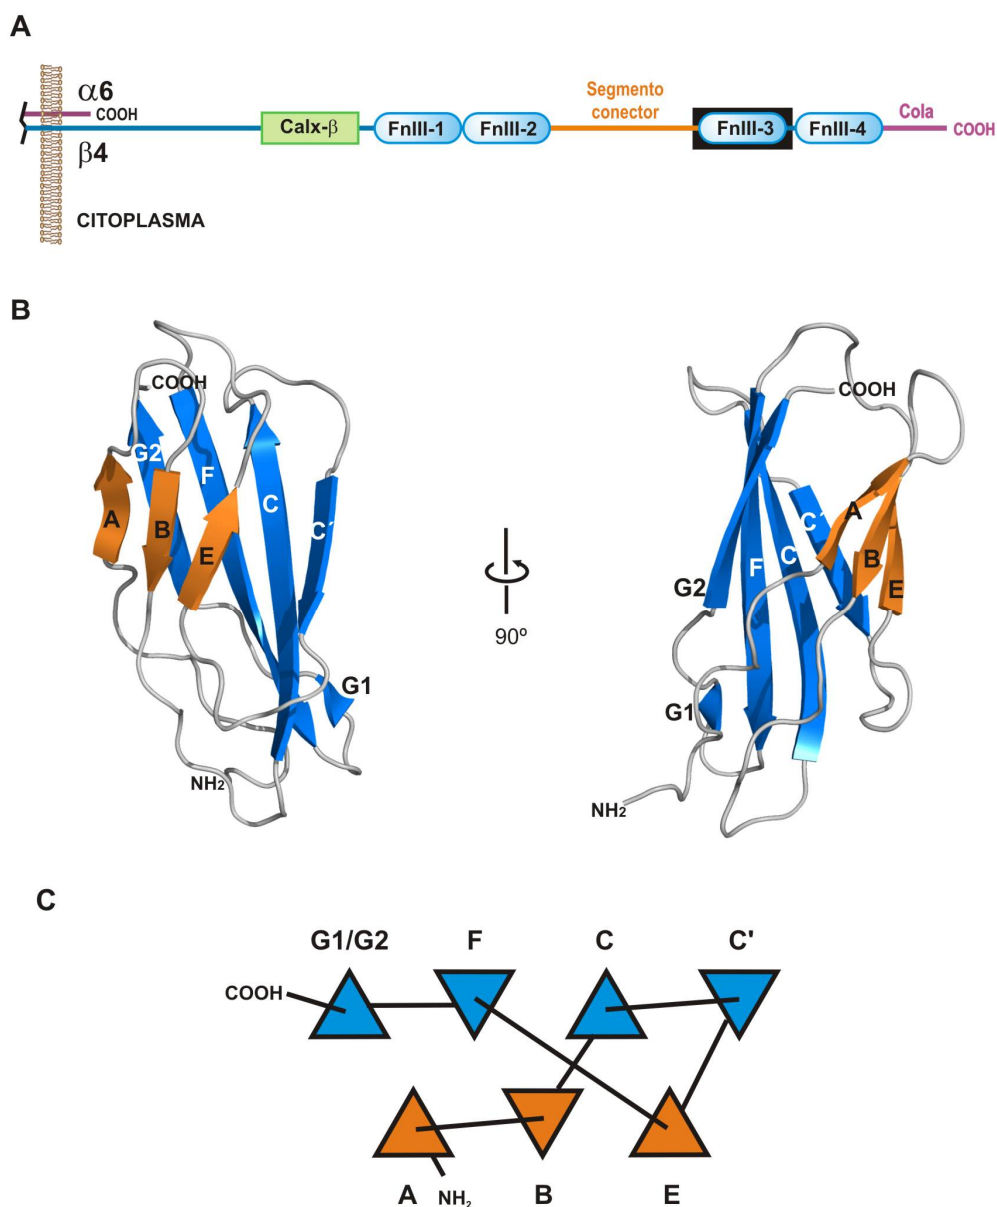 A
α6
COOH
β4
CITOPLASMA
Calx-β
FnIII-1
FnIII-2
Segmento
conector
FnIII-3
FnIII-4
Cola
COOH
B
COOH
G2
F
C
C'
A
B
E
G1
NH2
90º
COOH
A
C'
C
F
B
E
G2
G1
NH2
C
G1/G2
F
C
C'
COOH
A
NH2
B
E